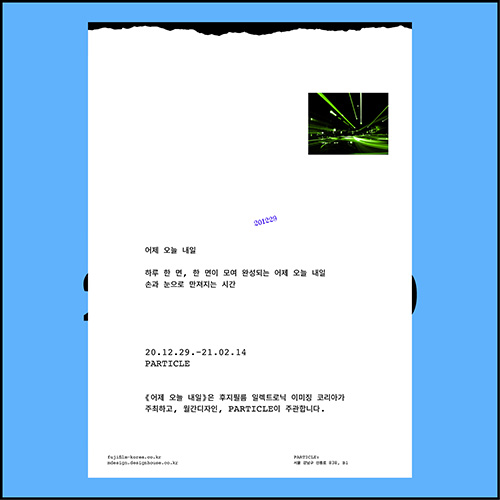 201229
어제 오늘 내일
하루 한 면, 한 면이 모여 완성되는 어제 오늘 내일
손과 눈으로 만져지는 시간
20.12.29.-21.02.14
PARTICLE
《어제 오늘 내일》은 후지필름 일렉트로닉 이미징 코리아가
주최하고, 월간디자인, PARTICLE이 주관합니다.
fujifilm-korea.co.kr
mdesign.designhouse.co.kr
PARTICLE:
서울 강남구 선릉로 838, B1